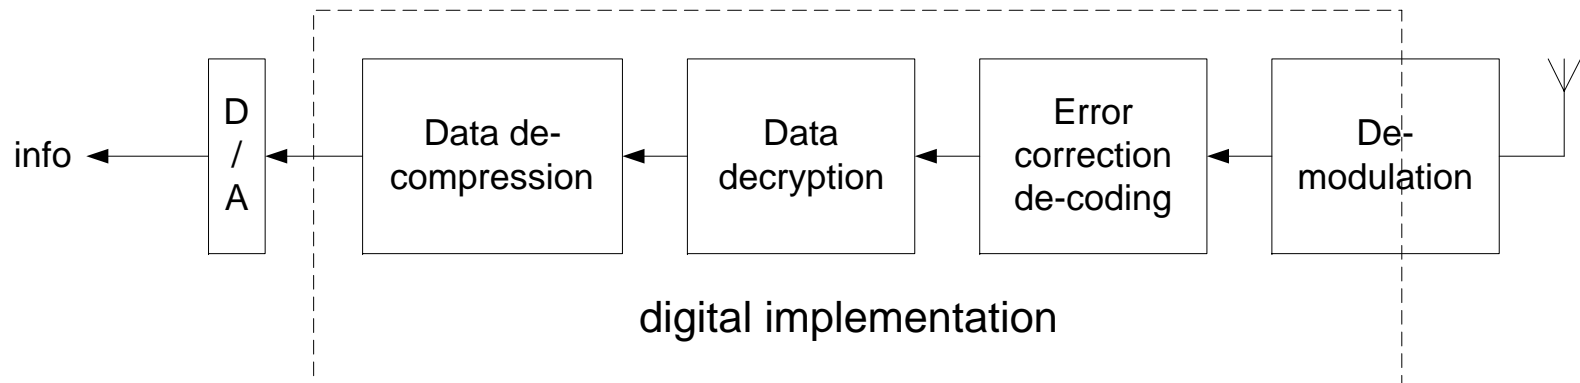 info
D
/
A
Data de-
compression
Data
decryption
Error
correction
de-coding
De-
modulation
digital implementation